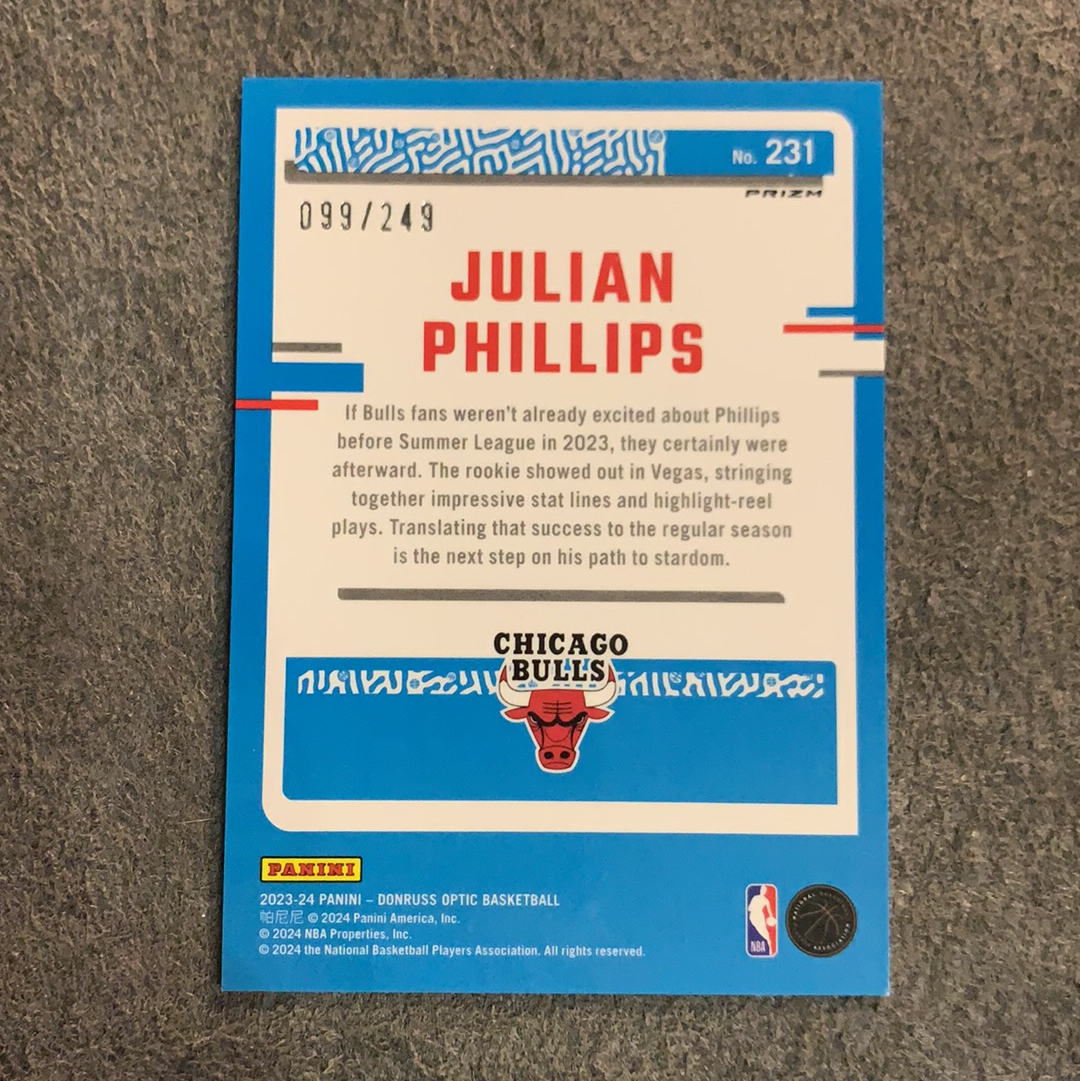 No. 231
PRIZM
099/249
JULIAN
PHILLIPS
If Bulls fans weren't already excited about Phillips
before Summer League in 2023, they certainly were
afterward. The rookie showed out in Vegas, stringing
together impressive stat lines and highlight-reel
plays. Translating that success to the regular season
is the next step on his path to stardom.
CHICAGO
BULLS
PANINI
2023-24 PANINI – DONRUSS OPTIC BASKETBALL
帕尼尼 © 2024 Panini America, Inc.
© 2024 NBA Properties, Inc.
© 2024 the National Basketball Players Association. All rights reserved.
NBA